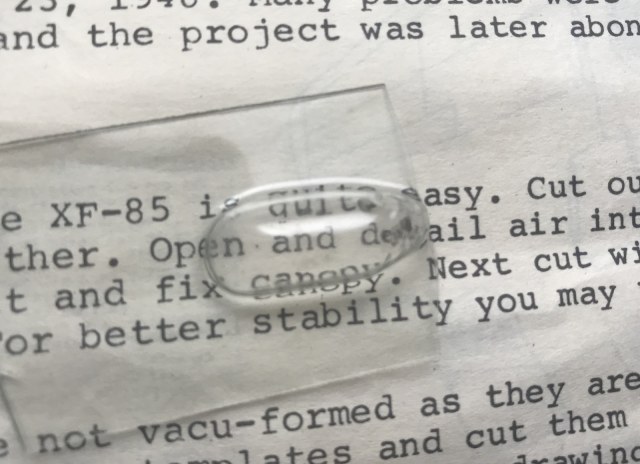 and the project was later abon
e XF-85 is quite easy. Cut ou
ther. Open and detail air int
t and fix canopy. Next cut wi
or better stability you may
e not vacu-formed as they are
plates and cut them
drawing